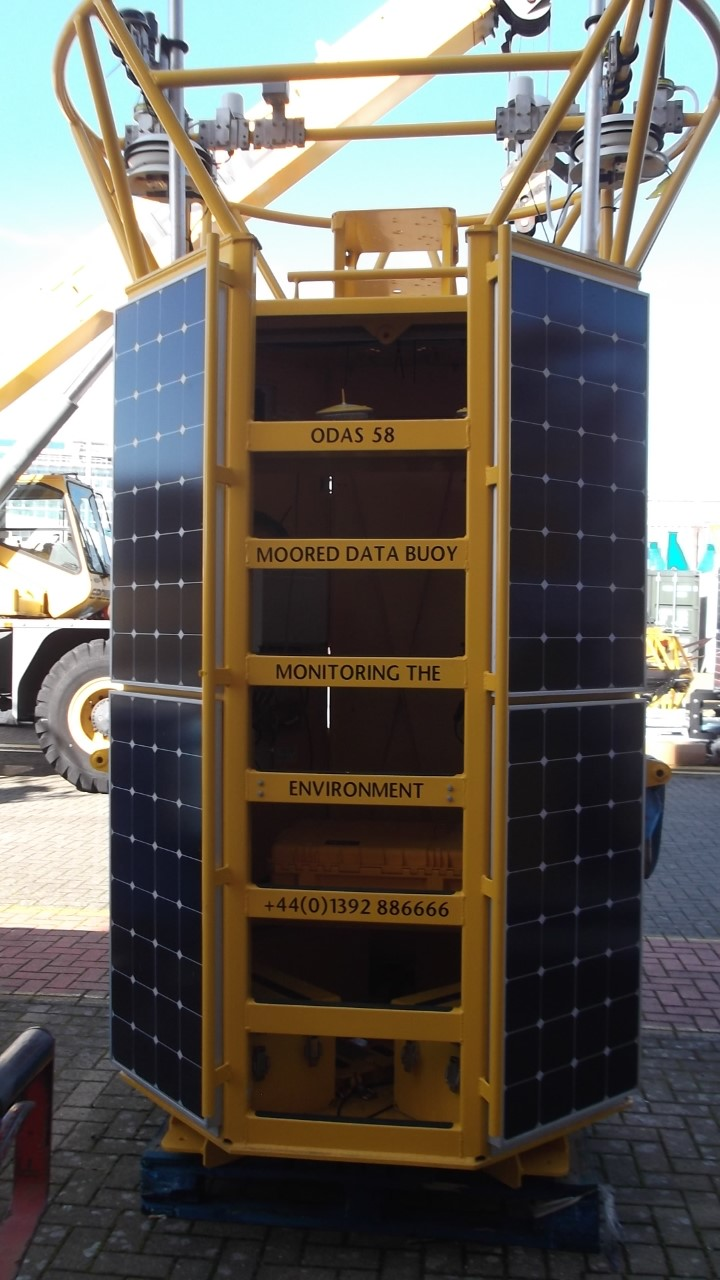 ODAS 58
MOORED DATA BUOY
MONITORING THE
ENVIRONMENT
+44(0)1392 886666